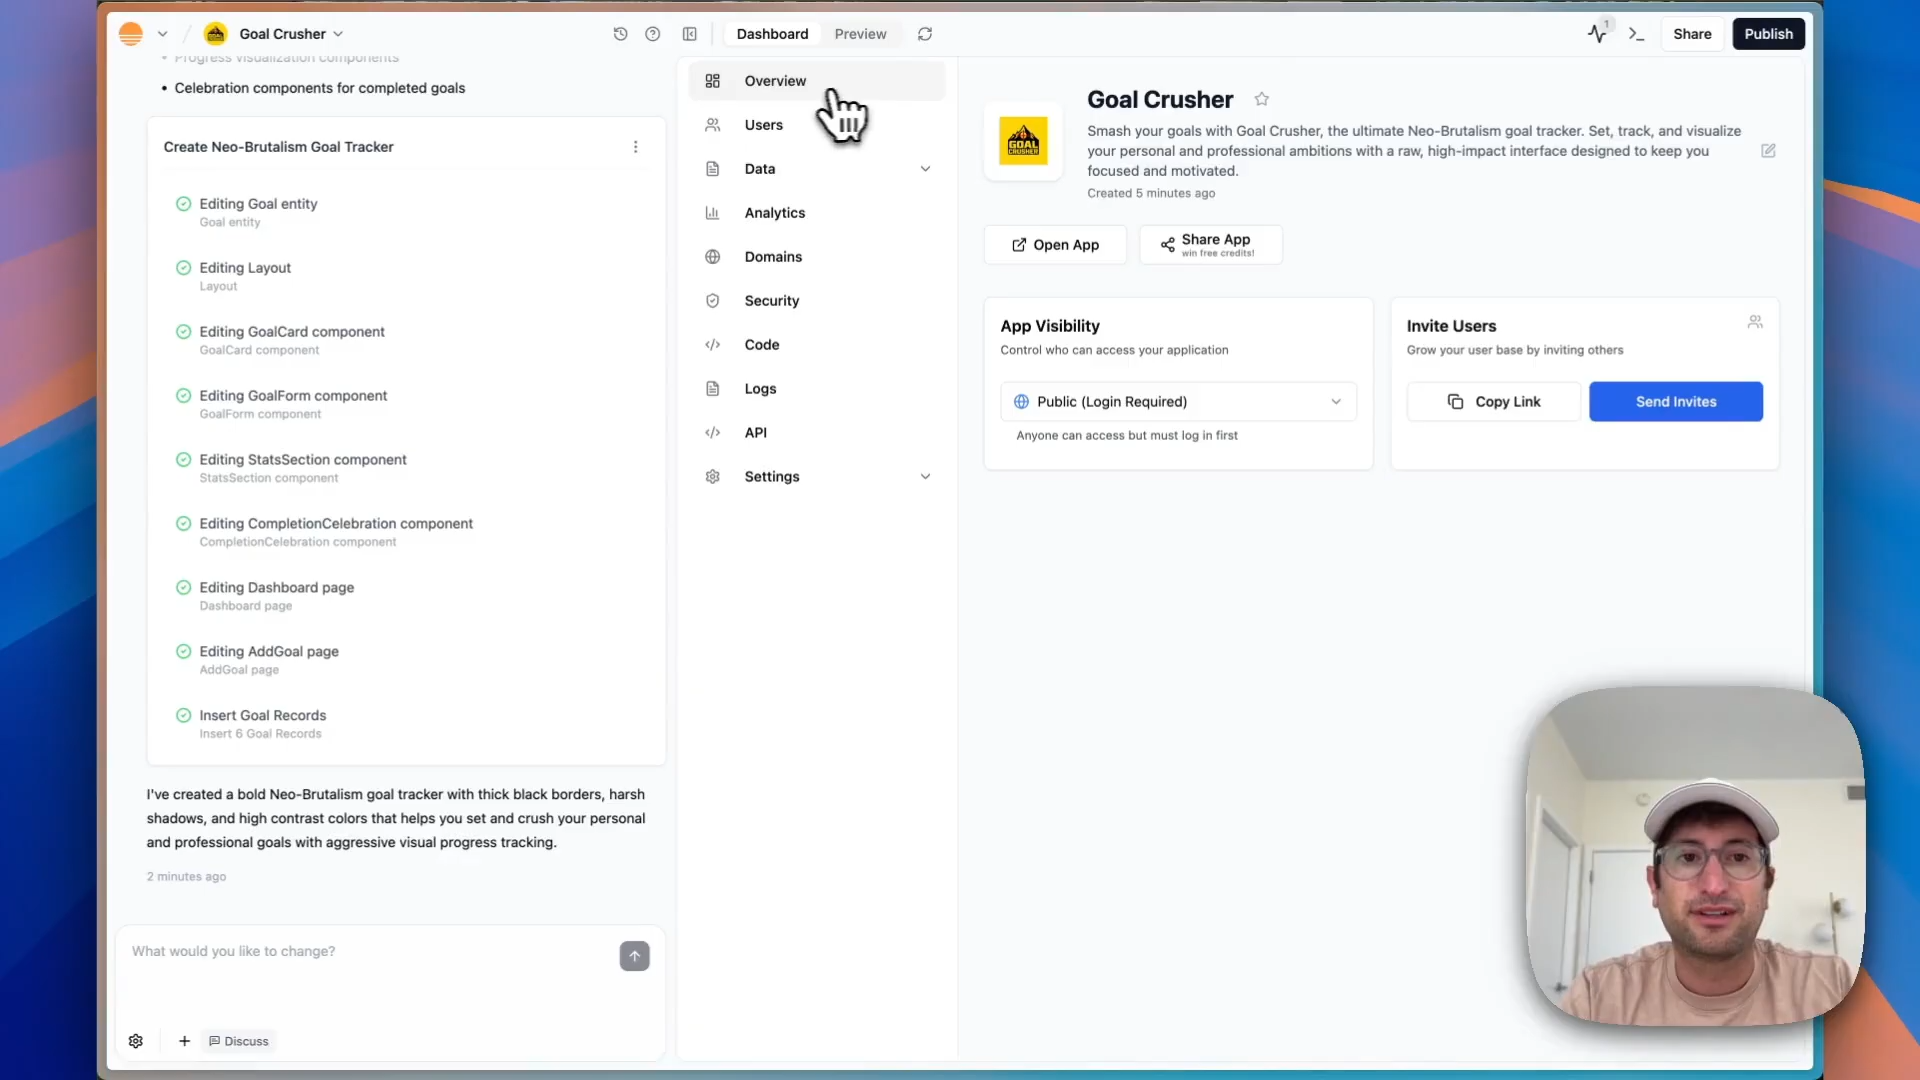 Goal Crusher
Dashboard
Preview
1
Share
Publish
• Progress visualization components
• Celebration components for completed goals
Create Neo-Brutalism Goal Tracker
Editing Goal entity
Goal entity
Editing Layout
Layout
Editing GoalCard component
GoalCard component
Editing GoalForm component
GoalForm component
Editing StatsSection component
StatsSection component
Editing CompletionCelebration component
CompletionCelebration component
Editing Dashboard page
Dashboard page
Editing AddGoal page
AddGoal page
Insert Goal Records
Insert 6 Goal Records
I've created a bold Neo-Brutalism goal tracker with thick black borders, harsh
shadows, and high contrast colors that helps you set and crush your personal
and professional goals with aggressive visual progress tracking.
2 minutes ago
What would you like to change?
Discuss
Overview
Users
Data
Analytics
Domains
Security
Code
Logs
API
Settings
GOAL
CRUSHER
Goal Crusher
Smash your goals with Goal Crusher, the ultimate Neo-Brutalism goal tracker. Set, track, and visualize
your personal and professional ambitions with a raw, high-impact interface designed to keep you
focused and motivated.
Created 5 minutes ago
Open App
Share App
win free credits!
App Visibility
Control who can access your application
Public (Login Required)
Anyone can access but must log in first
Invite Users
Grow your user base by inviting others
Copy Link
Send Invites